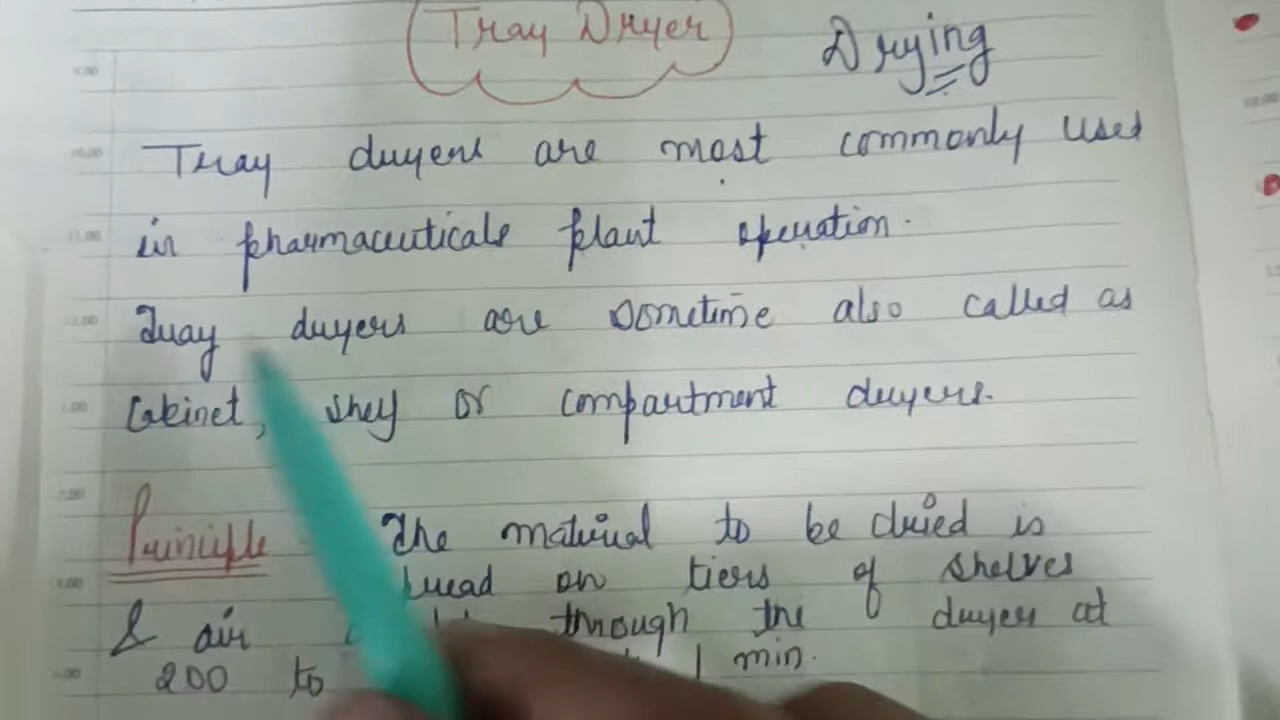 Tray Dryer
Drying
Tray dryers are most commonly used
in pharmaceuticals plant operation.
Tray dryers are sometime also called as
Cabinet, shelf or compartment dryers.
Principle The material to be dried is
on tiers of shelves
& air through the dryer at
200 to 1 min.